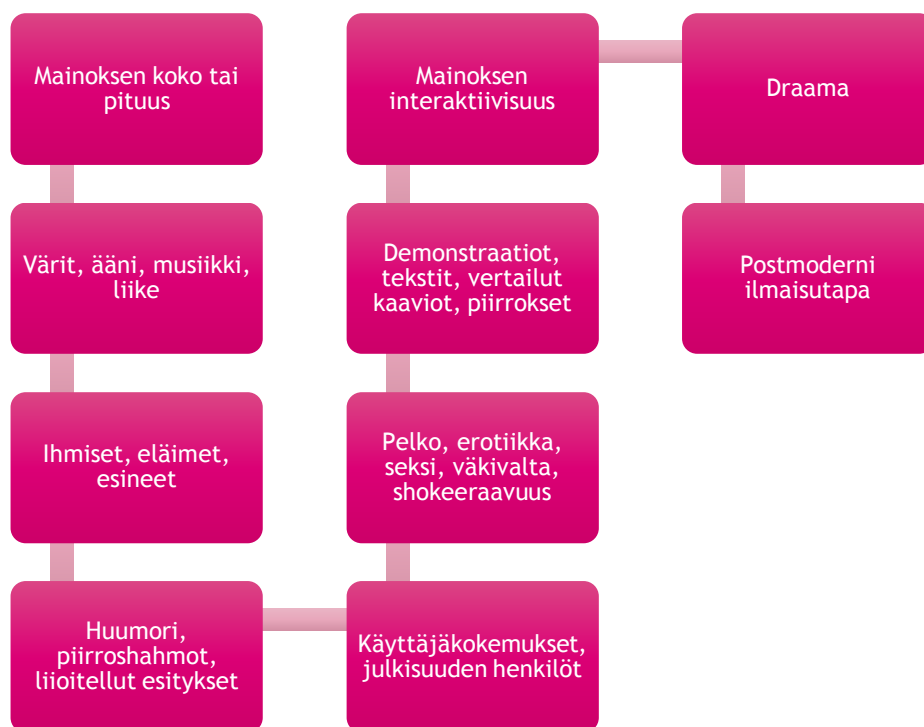 Mainoksen koko tai
pituus
Värit, ääni, musiikki,
liike
Ihmiset, eläimet,
esineet
Huumori,
piirroshahmot,
liioitellut esitykset
Käyttäjäkokemukset,
julkisuuden henkilöt
Pelko, erotiikka,
seksi, väkivalta,
shokeeraavuus
Demonstraatiot,
tekstit, vertailut
kaaviot, piirrokset
Mainoksen
interaktiivisuus
Draama
Postmoderni
ilmaisutapa